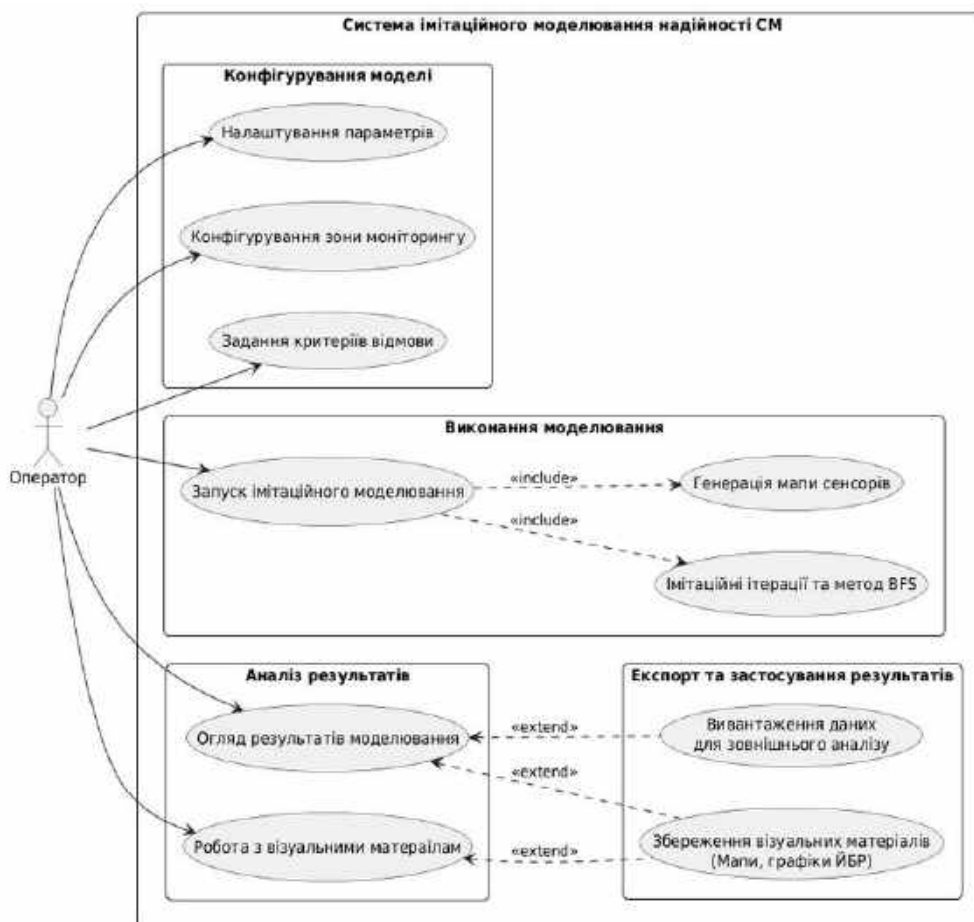 Система імітаційного моделювання надійності СМ
Конфігурування моделі
Налаштування параметрів
Конфігурування зони моніторингу
Задання критеріїв відмови
Оператор
Виконання моделювання
Запуск імітаційного моделювання
«include»
Генерація мапи сенсорів
«include»
Імітаційні ітерації та метод BFS
Аналіз результатів
Огляд результатів моделювання
Робота з візуальними матераілам
Експорт та застосування результатів
«extend»
Вивантаження даних
для зовнішнього аналізу
«extend»
«extend»
Збереження візуальних матеріалів
(Мапи, графіки ЙБР)